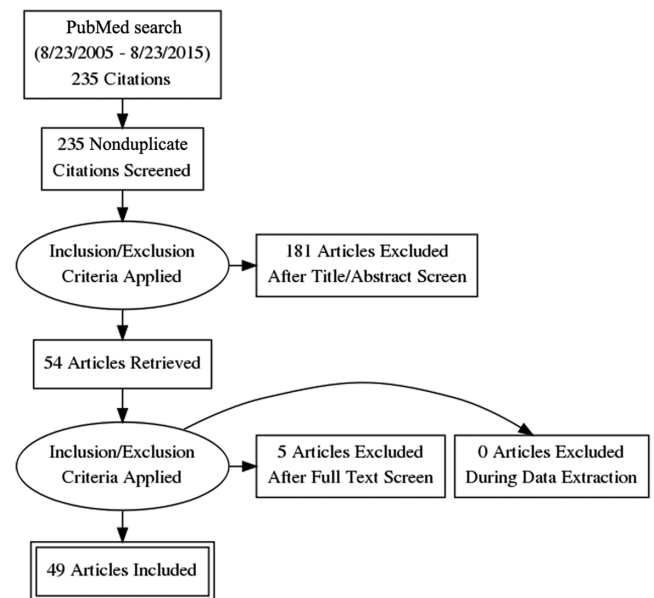 PubMed search
(8/23/2005 - 8/23/2015)
235 Citations
235 Nonduplicate
Citations Screened
Inclusion/Exclusion
Criteria Applied
181 Articles Excluded
After Title/Abstract Screen
54 Articles Retrieved
Inclusion/Exclusion
Criteria Applied
5 Articles Excluded
After Full Text Screen
0 Articles Excluded
During Data Extraction
49 Articles Included